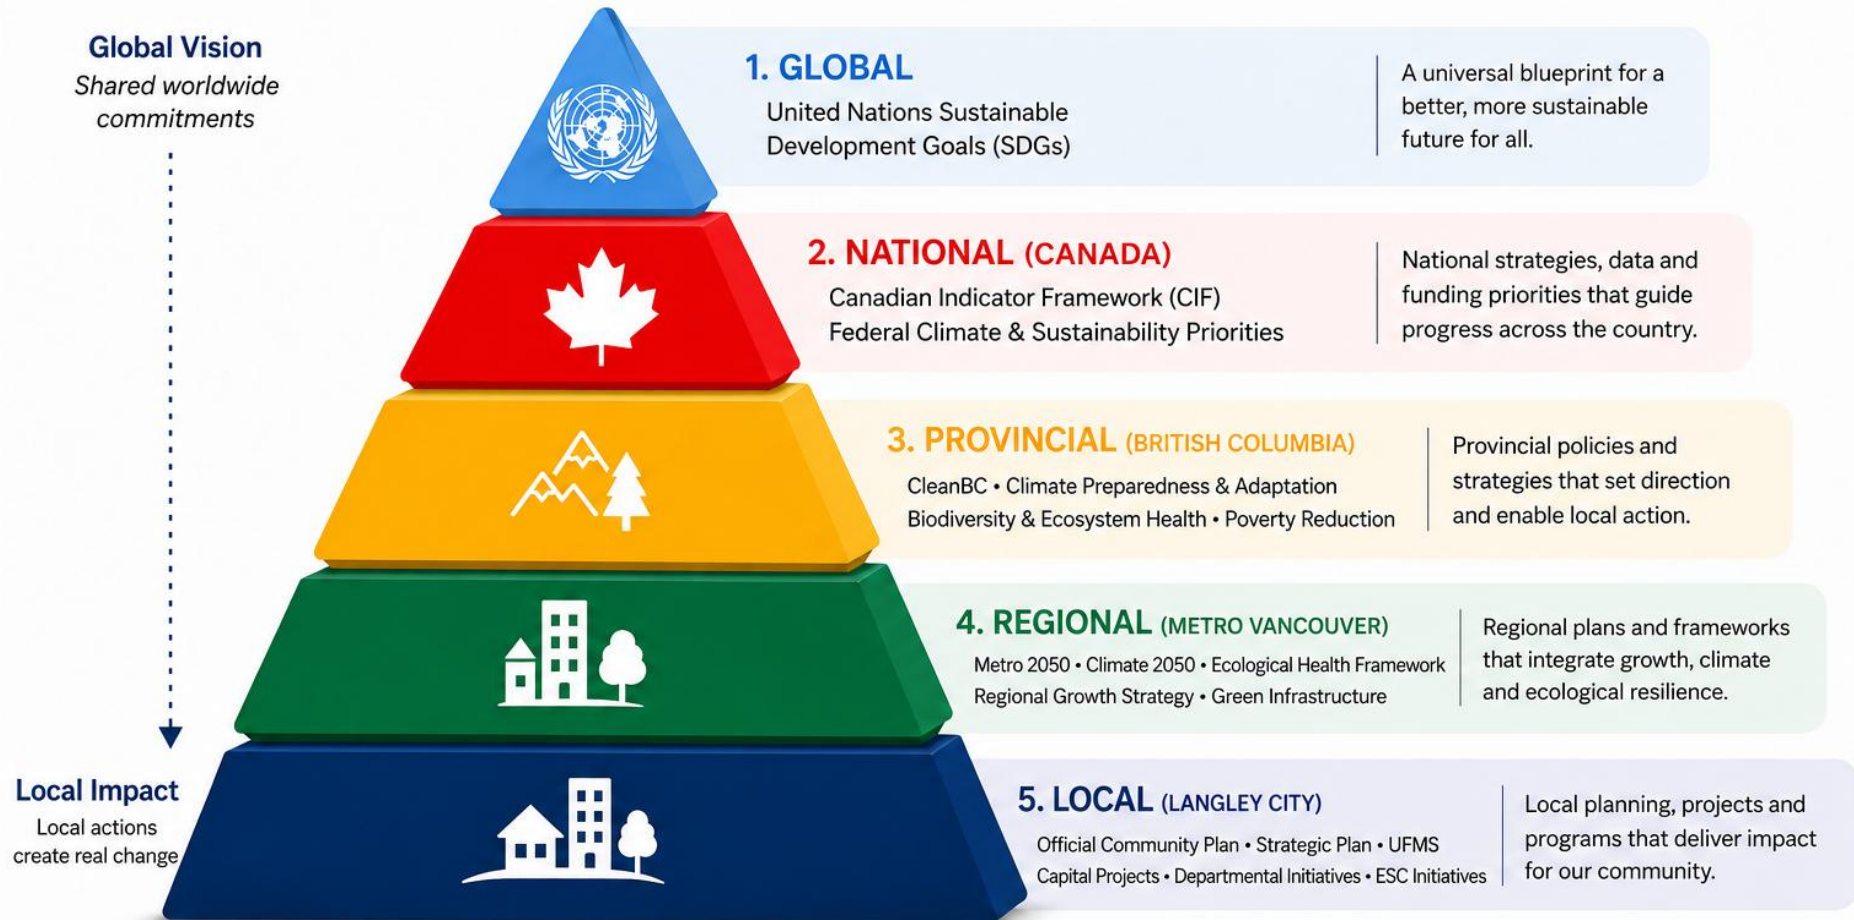 Global Vision
Shared worldwide
commitments
1. GLOBAL
United Nations Sustainable
Development Goals (SDGs)
A universal blueprint for a
better, more sustainable
future for all.
2. NATIONAL (CANADA)
Canadian Indicator Framework (CIF)
Federal Climate & Sustainability Priorities
National strategies, data and
funding priorities that guide
progress across the country.
3. PROVINCIAL (BRITISH COLUMBIA)
CleanBC • Climate Preparedness & Adaptation
Biodiversity & Ecosystem Health • Poverty Reduction
Provincial policies and
strategies that set direction
and enable local action.
4. REGIONAL (METRO VANCOUVER)
Metro 2050 • Climate 2050 • Ecological Health Framework
Regional Growth Strategy • Green Infrastructure
Regional plans and frameworks
that integrate growth, climate
and ecological resilience.
Local Impact
Local actions
create real change
5. LOCAL (LANGLEY CITY)
Official Community Plan • Strategic Plan • UFMS
Capital Projects • Departmental Initiatives • ESC Initiatives
Local planning, projects and
programs that deliver impact
for our community.